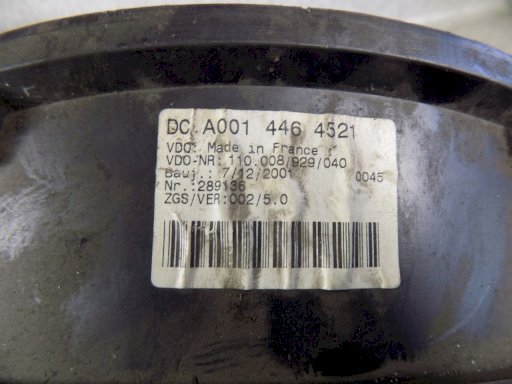 DC A001 446 4521
VDO: Made in France
VDO-NR: 110.008/929/040
Bauj.: 7/12/2001 0045
Nr.:289136
ZGS/VER:002/5.0